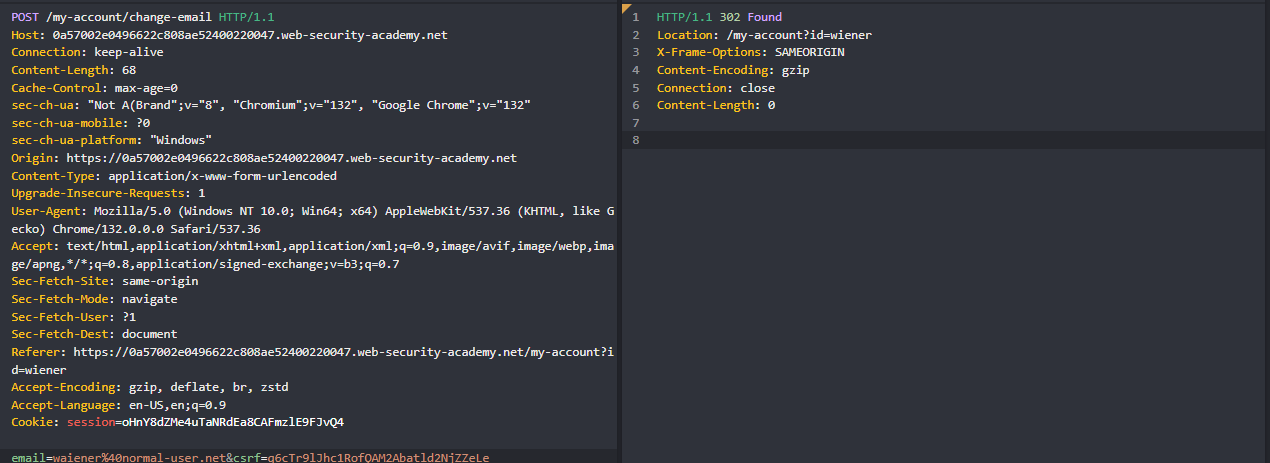 POST /my-account/change-email HTTP/1.1
Host: 0a57002e0496622c808ae52400220047.web-security-academy.net
Connection: keep-alive
Content-Length: 68
Cache-Control: max-age=0
sec-ch-ua: "Not A(Brand";v="8", "Chromium";v="132", "Google Chrome";v="132"
sec-ch-ua-mobile: ?0
sec-ch-ua-platform: "Windows"
Origin: https://0a57002e0496622c808ae52400220047.web-security-academy.net
Content-Type: application/x-www-form-urlencoded
Upgrade-Insecure-Requests: 1
User-Agent: Mozilla/5.0 (Windows NT 10.0; Win64; x64) AppleWebKit/537.36 (KHTML, like G
ecko) Chrome/132.0.0.0 Safari/537.36
Accept: text/html,application/xhtml+xml,application/xml;q=0.9,image/avif,image/webp,ima
ge/apng,*/*;q=0.8,application/signed-exchange;v=b3;q=0.7
Sec-Fetch-Site: same-origin
Sec-Fetch-Mode: navigate
Sec-Fetch-User: ?1
Sec-Fetch-Dest: document
Referer: https://0a57002e0496622c808ae52400220047.web-security-academy.net/my-account?i
d=wiener
Accept-Encoding: gzip, deflate, br, zstd
Accept-Language: en-US,en;q=0.9
Cookie: session=oHnY8dZMe4uTaNRdEa8CAFmzlE9FJvQ4
email=waiener%40normal-user.net&csrf=q6cTr9lJhc1RofQAM2Abatld2NjZZeLe
1 HTTP/1.1 302 Found
2 Location: /my-account?id=wiener
3 X-Frame-Options: SAMEORIGIN
4 Content-Encoding: gzip
5 Connection: close
6 Content-Length: 0
7
8